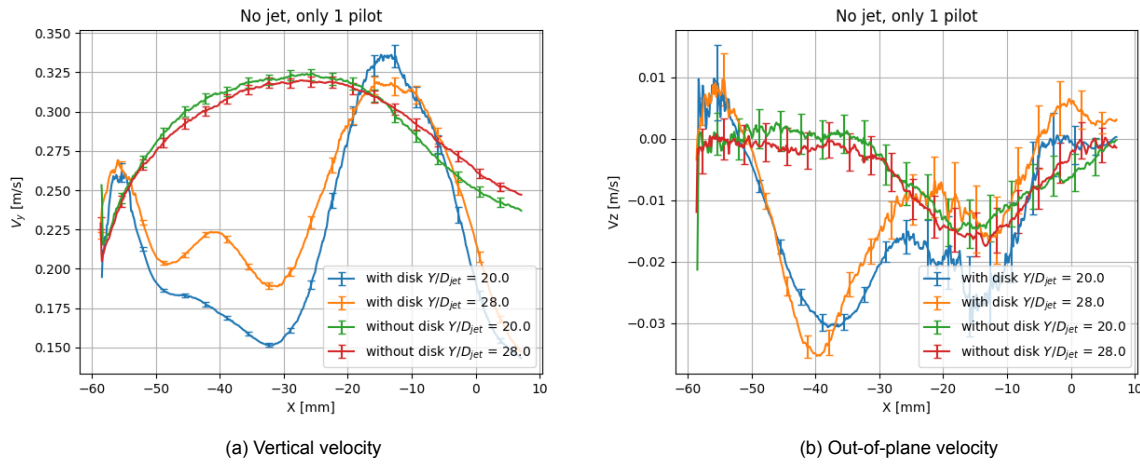 No jet, only 1 pilot
0.350
0.325
0.300
0.275
0.250
0.225
0.200
0.175
0.150
V_y [m/s]
−60 −50 −40 −30 −20 −10 0 10
X [mm]
with disk Y/D_jet = 20.0
with disk Y/D_jet = 28.0
without disk Y/D_jet = 20.0
without disk Y/D_jet = 28.0
(a) Vertical velocity
No jet, only 1 pilot
0.01
0.00
−0.01
−0.02
−0.03
Vz [m/s]
−60 −50 −40 −30 −20 −10 0 10
X [mm]
with disk Y/D_jet = 20.0
with disk Y/D_jet = 28.0
without disk Y/D_jet = 20.0
without disk Y/D_jet = 28.0
(b) Out-of-plane velocity